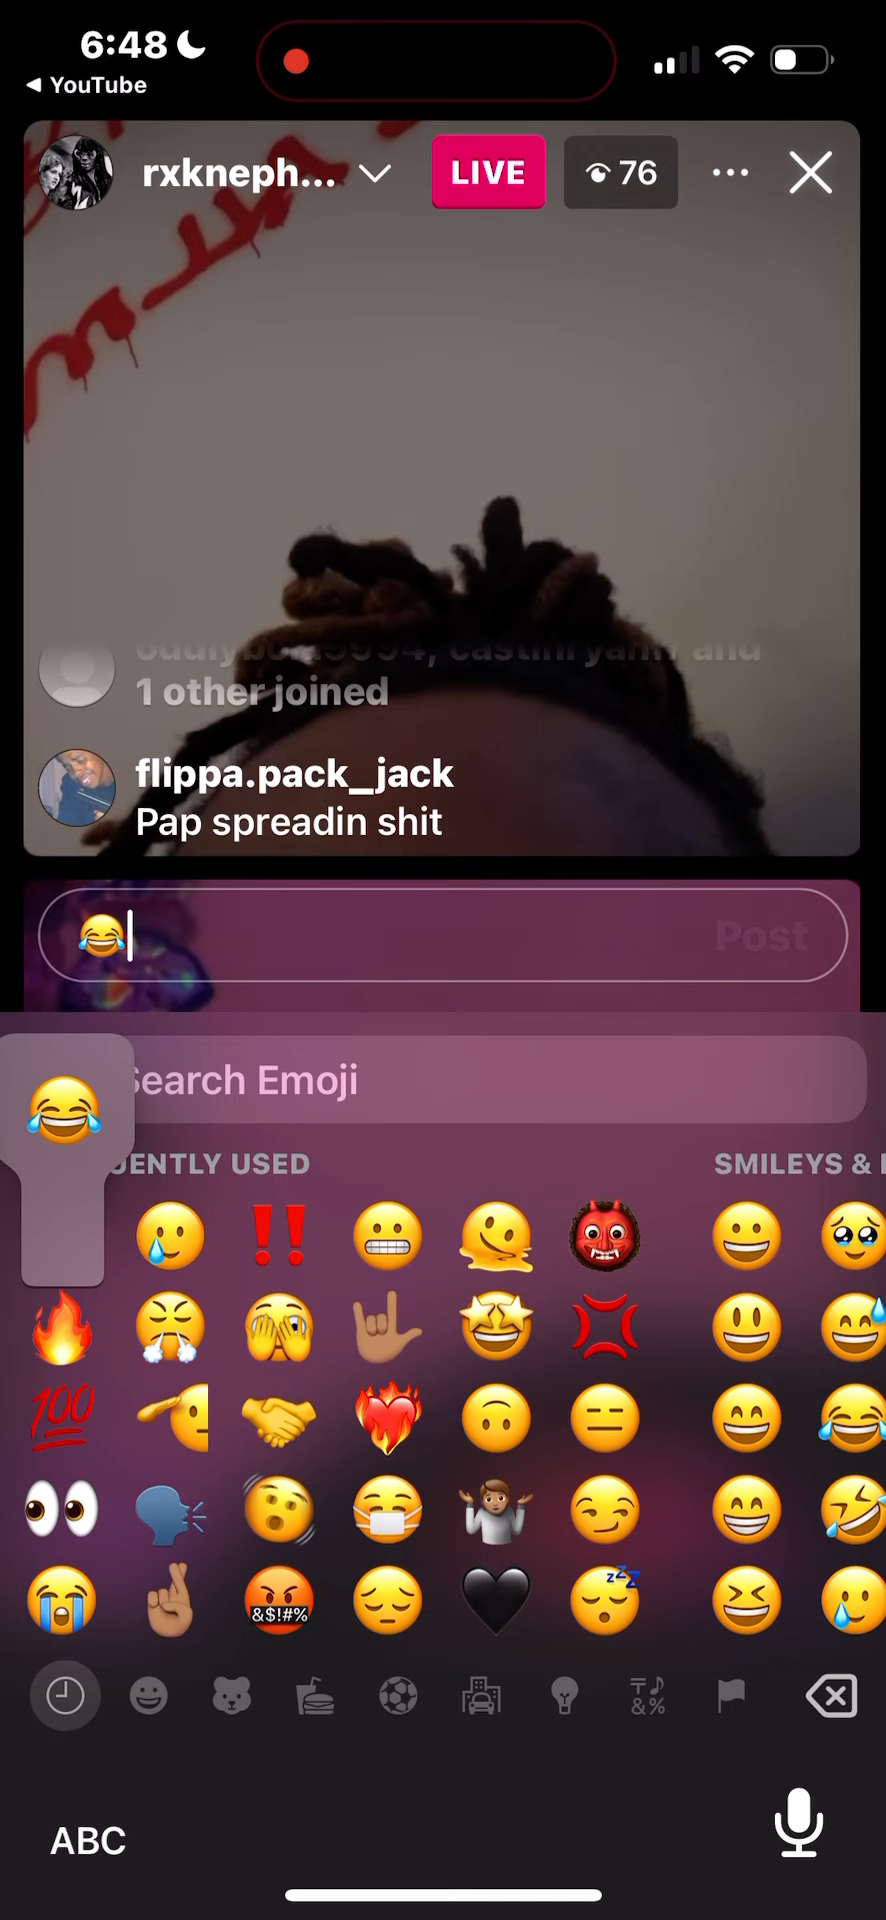 6:48
◀ YouTube
rxkneph...
LIVE
76
1 other joined
flippa.pack_jack
Pap spreadin shit
😂
Post
Search Emoji
UENTLY USED
SMILEYS &
ABC